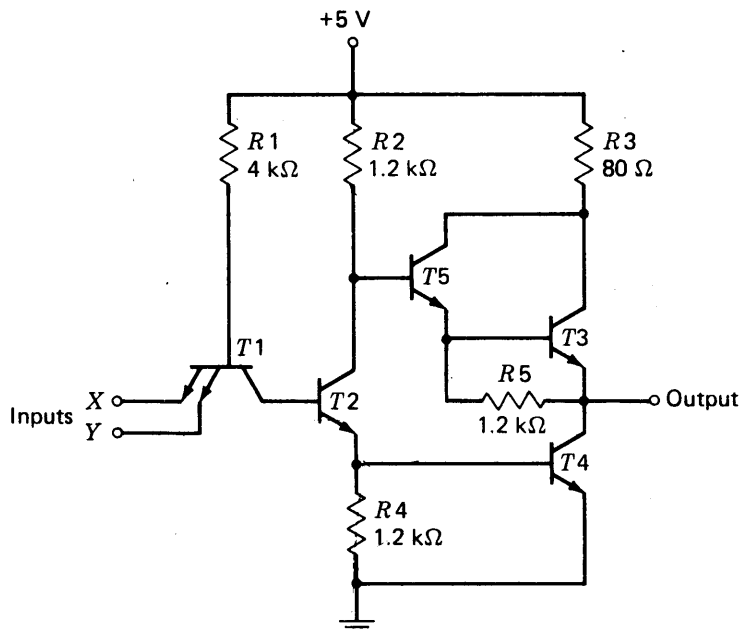 +5 V
R1
4 kΩ
R2
1.2 kΩ
R3
80 Ω
T5
T1
T3
R5
1.2 kΩ
Inputs
X
Y
T2
Output
T4
R4
1.2 kΩ